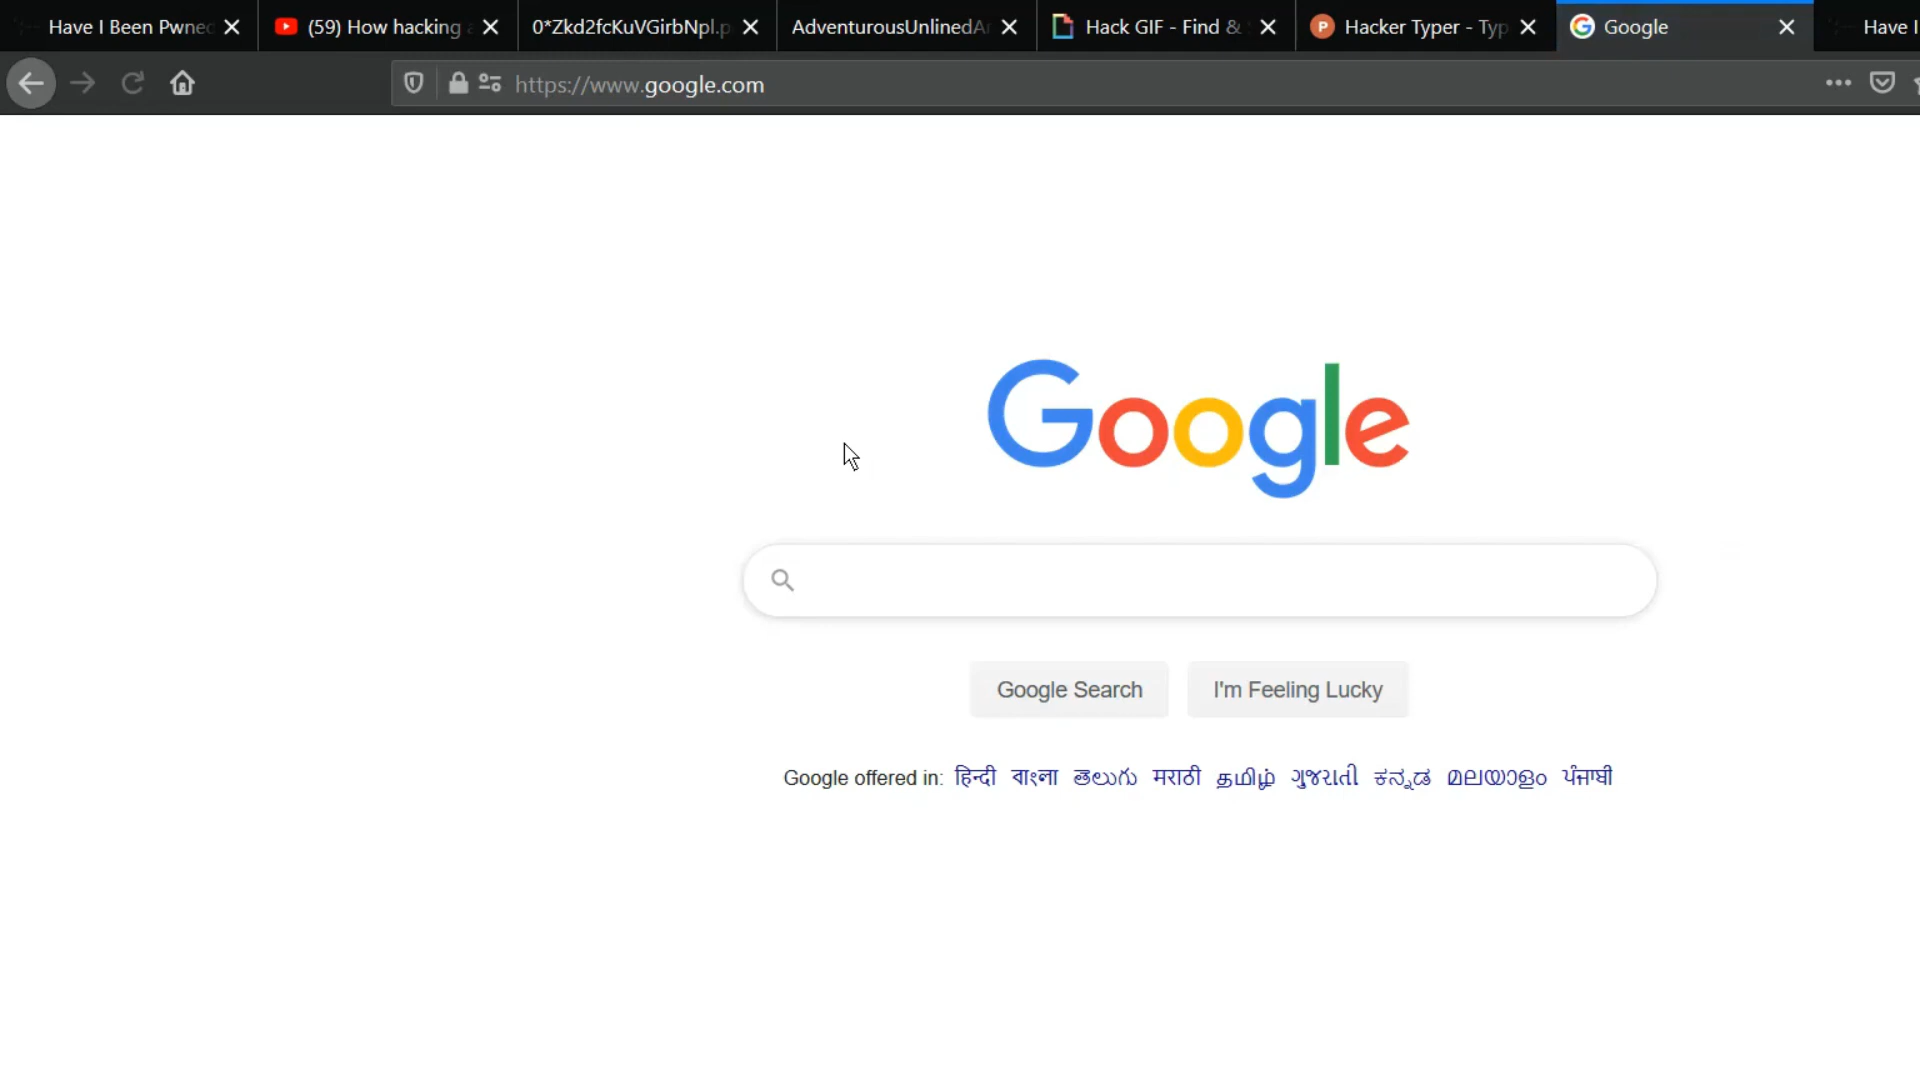 Have I Been Pwned
(59) How hacking a
0*Zkd2fcKuVGirbNpl.p
AdventurousUnlinedAr
Hack GIF - Find &
Hacker Typer - Typ
Google
Have I
https://www.google.com
Google
Google Search
I'm Feeling Lucky
Google offered in: हिन्दी বাংলা తెలుగు मराठी தமிழ் ગુજરાતી ಕನ್ನಡ മലയാളം ਪੰਜਾਬੀ